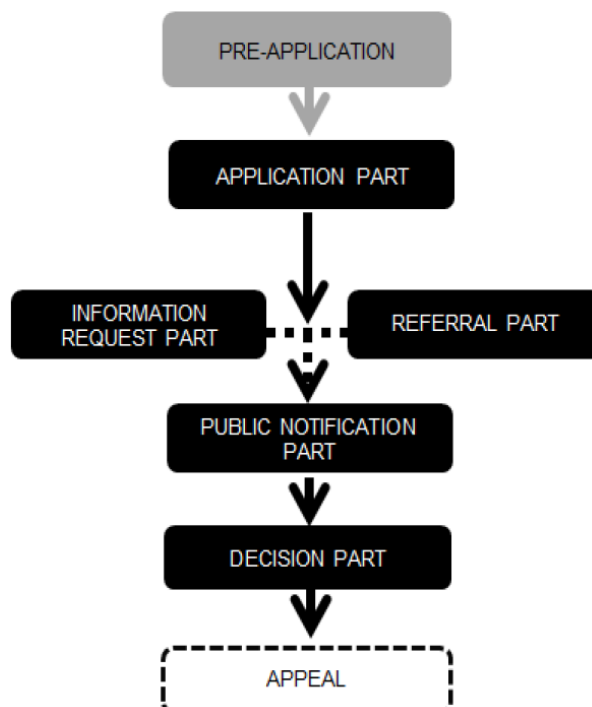 PRE-APPLICATION
APPLICATION PART
INFORMATION
REQUEST PART
REFERRAL PART
PUBLIC NOTIFICATION
PART
DECISION PART
APPEAL